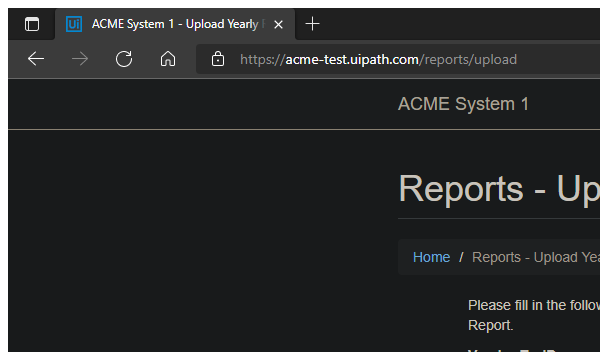 Ui ACME System 1 - Upload Yearly
https://acme-test.uipath.com/reports/upload
ACME System 1
Reports - Up
Home / Reports - Upload Yea
Please fill in the follow
Report.